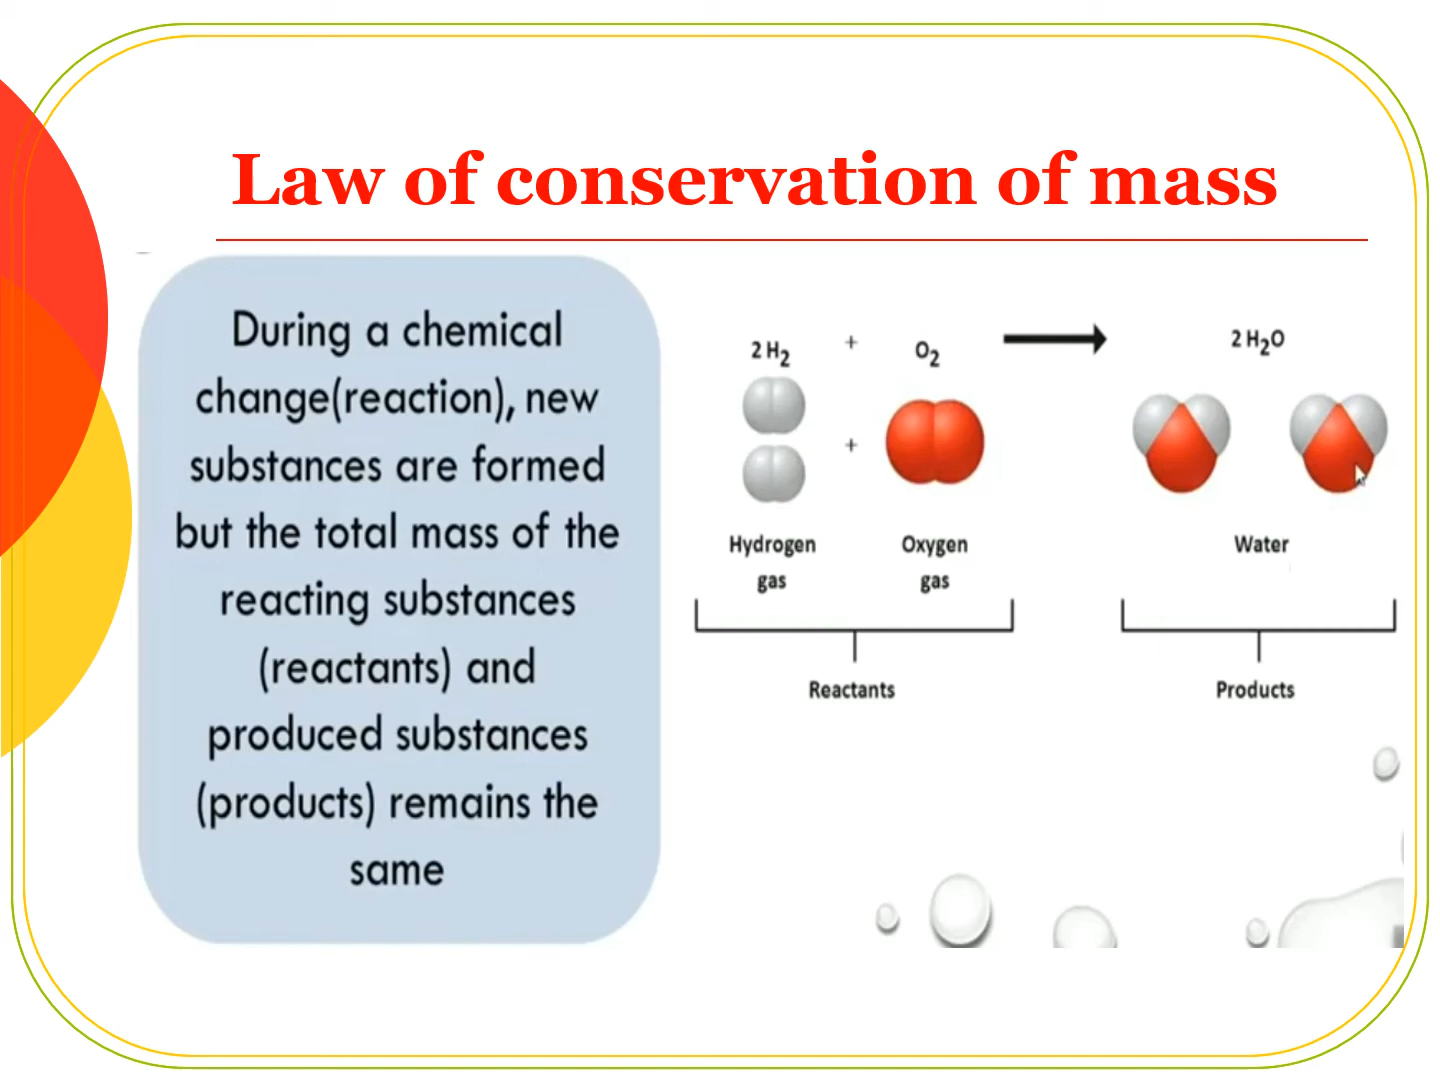 Law of conservation of mass
During a chemical
change(reaction), new
substances are formed
but the total mass of the
reacting substances
(reactants) and
produced substances
(products) remains the
same
2 H₂ + O₂ 2 H₂O
+
Hydrogen
gas
Oxygen
gas
Water
Reactants
Products